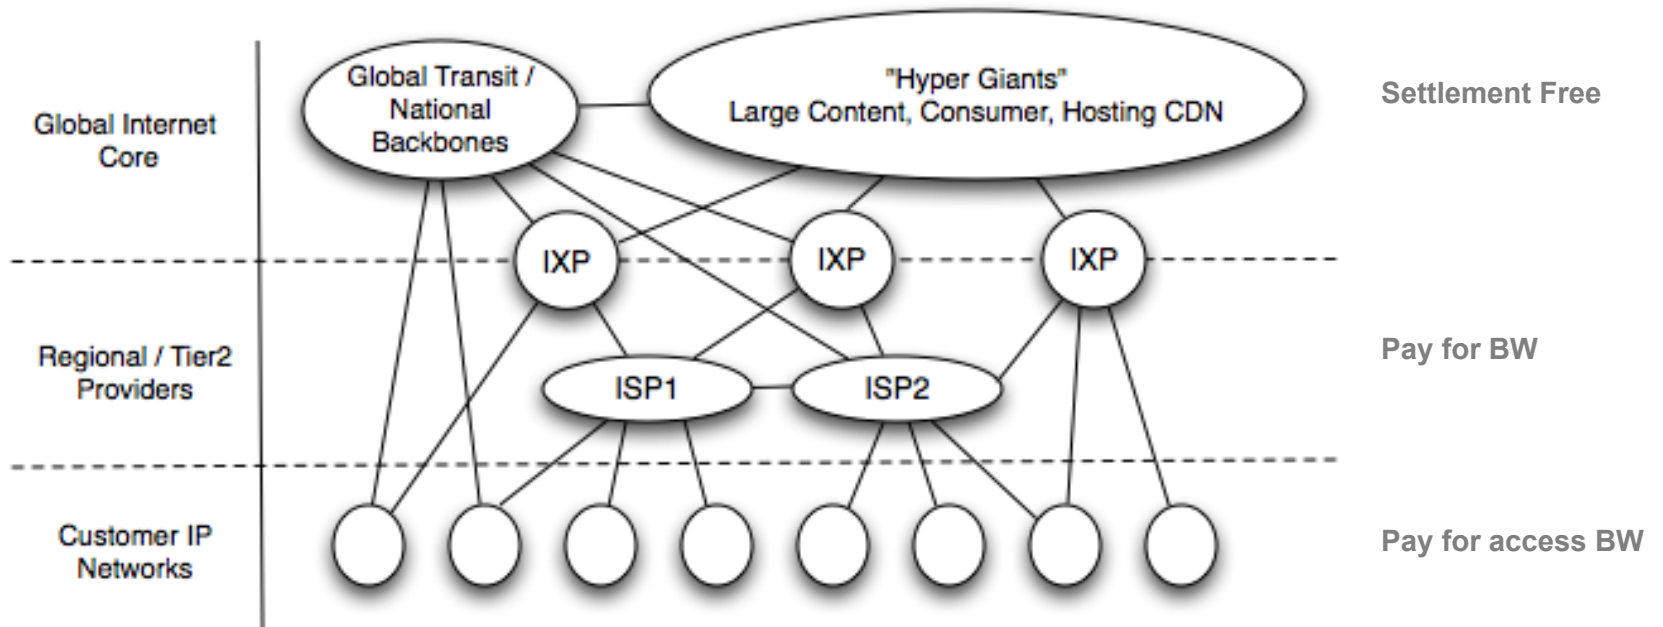 Global Internet
Core
Global Transit /
National
Backbones
"Hyper Giants"
Large Content, Consumer, Hosting CDN
Settlement Free
IXP
IXP
IXP
Regional / Tier2
Providers
ISP1
ISP2
Pay for BW
Customer IP
Networks
Pay for access BW